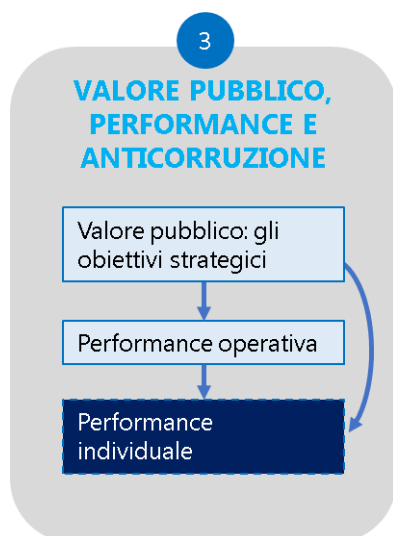 3
VALORE PUBBLICO,
PERFORMANCE E
ANTICORRUZIONE
Valore pubblico: gli
obiettivi strategici
Performance operativa
Performance
individuale